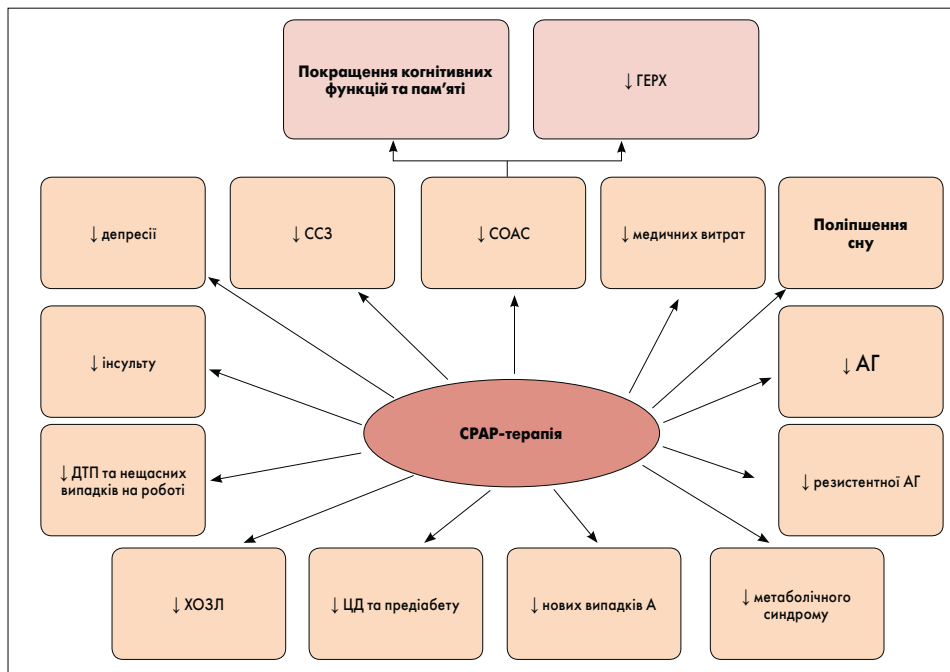 Покращення когнітивних
функцій та пам’яті
↓ ГЕРХ
↓ депресії
↓ ССЗ
↓ СОАС
↓ медичних витрат
Поліпшення
сну
↓ інсульту
↓ АГ
СРАР-терапія
↓ ДТП та нещасних
випадків на роботі
↓ резистентної АГ
↓ ХОЗЛ
↓ ЦД та предіабету
↓ нових випадків А
↓ метаболічного
синдрому